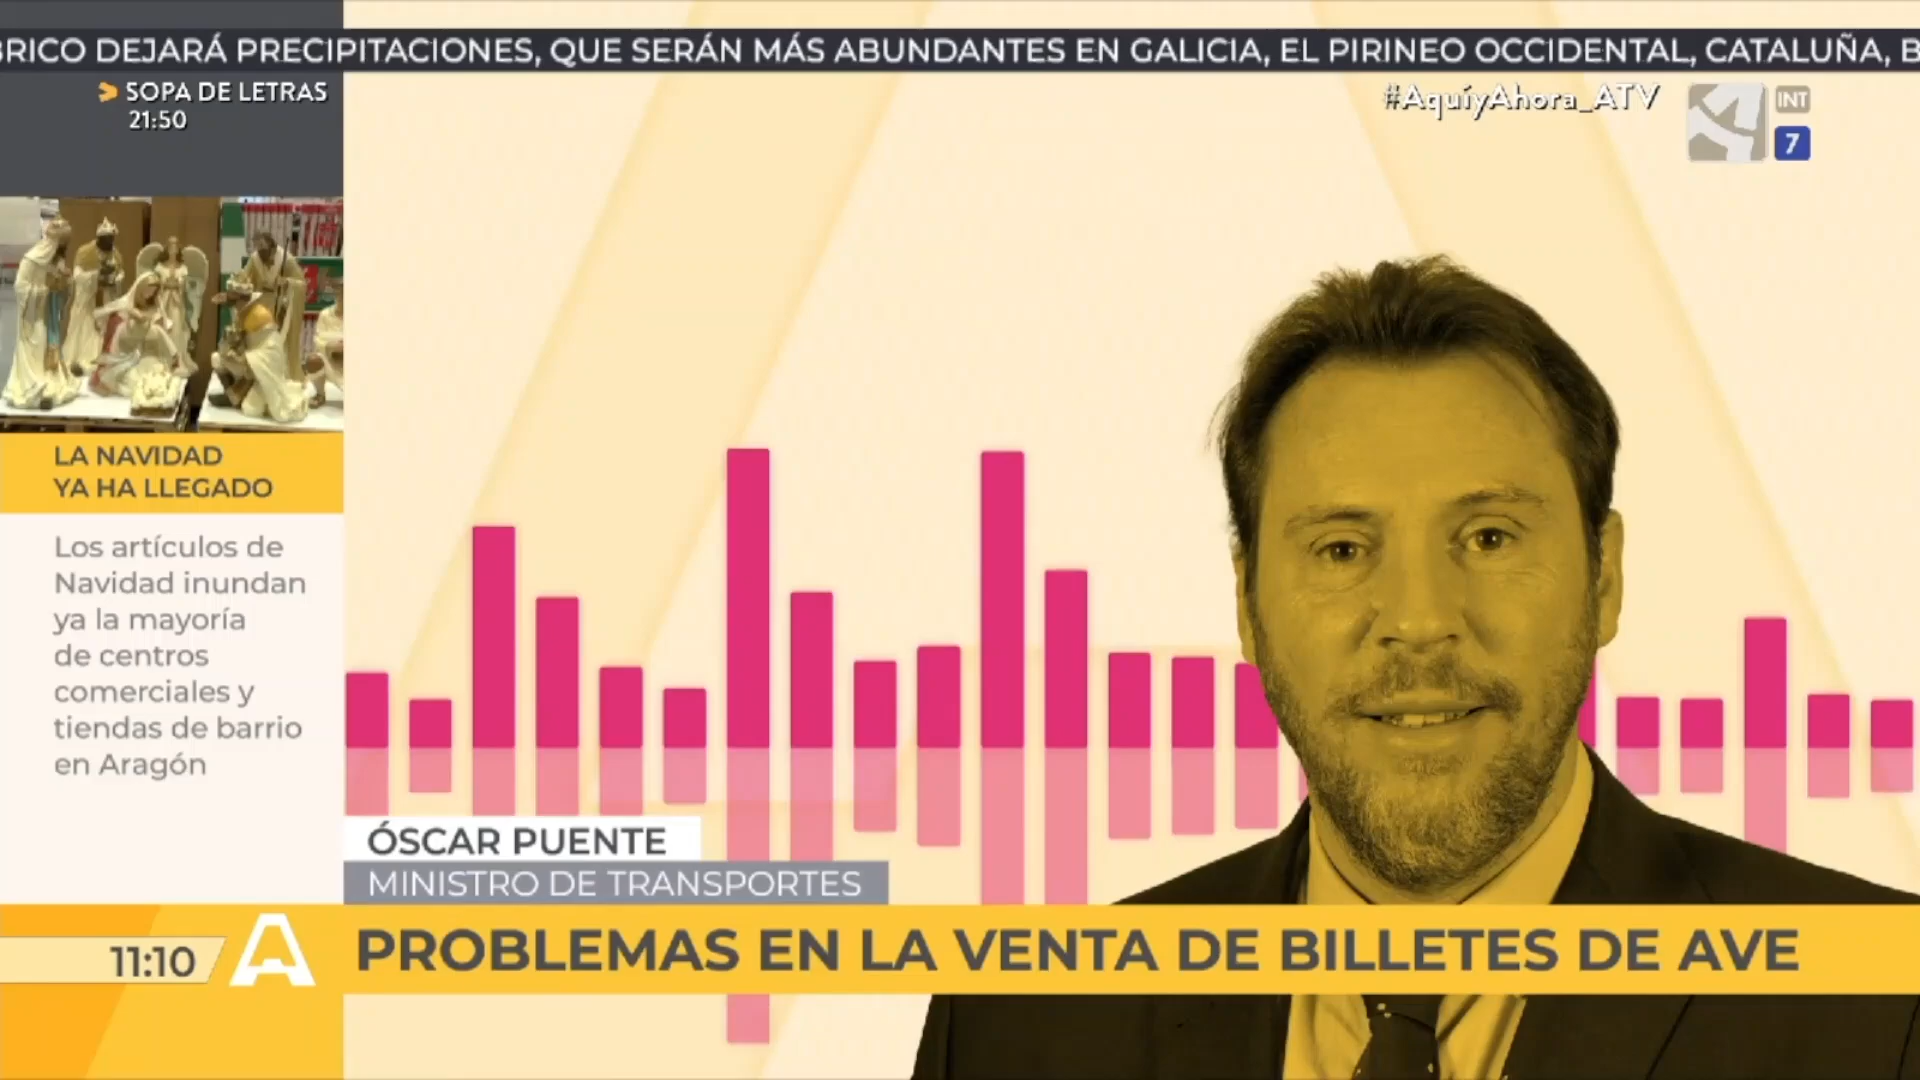 BRICO DEJARÁ PRECIPITACIONES, QUE SERÁN MÁS ABUNDANTES EN GALICIA, EL PIRINEO OCCIDENTAL, CATALUÑA, B
SOPA DE LETRAS
21:50
#AquíyAhora_ATV
INT
7
LA NAVIDAD
YA HA LLEGADO
Los artículos de
Navidad inundan
ya la mayoría
de centros
comerciales y
tiendas de barrio
en Aragón
ÓSCAR PUENTE
MINISTRO DE TRANSPORTES
11:10
A
PROBLEMAS EN LA VENTA DE BILLETES DE AVE